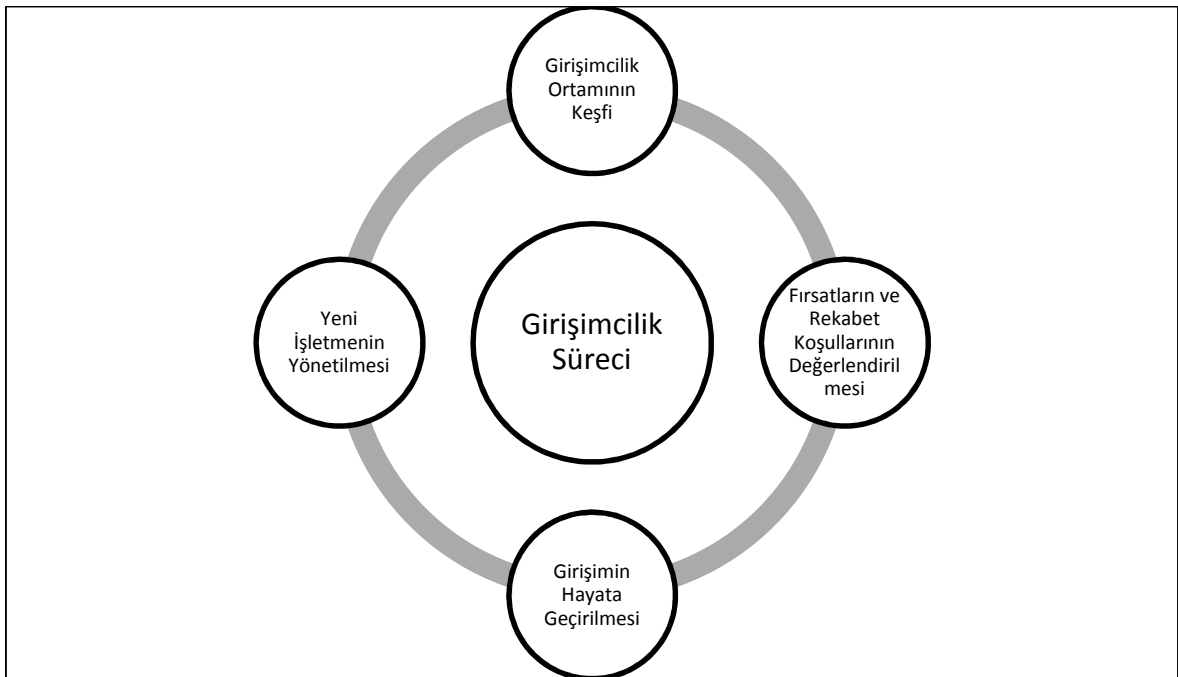 Girişimcilik
Ortamının
Keşfi
Fırsatların ve
Rekabet
Koşullarının
Değerlendiril
mesi
Girişimin
Hayata
Geçirilmesi
Yeni
İşletmenin
Yönetilmesi
Girişimcilik
Süreci